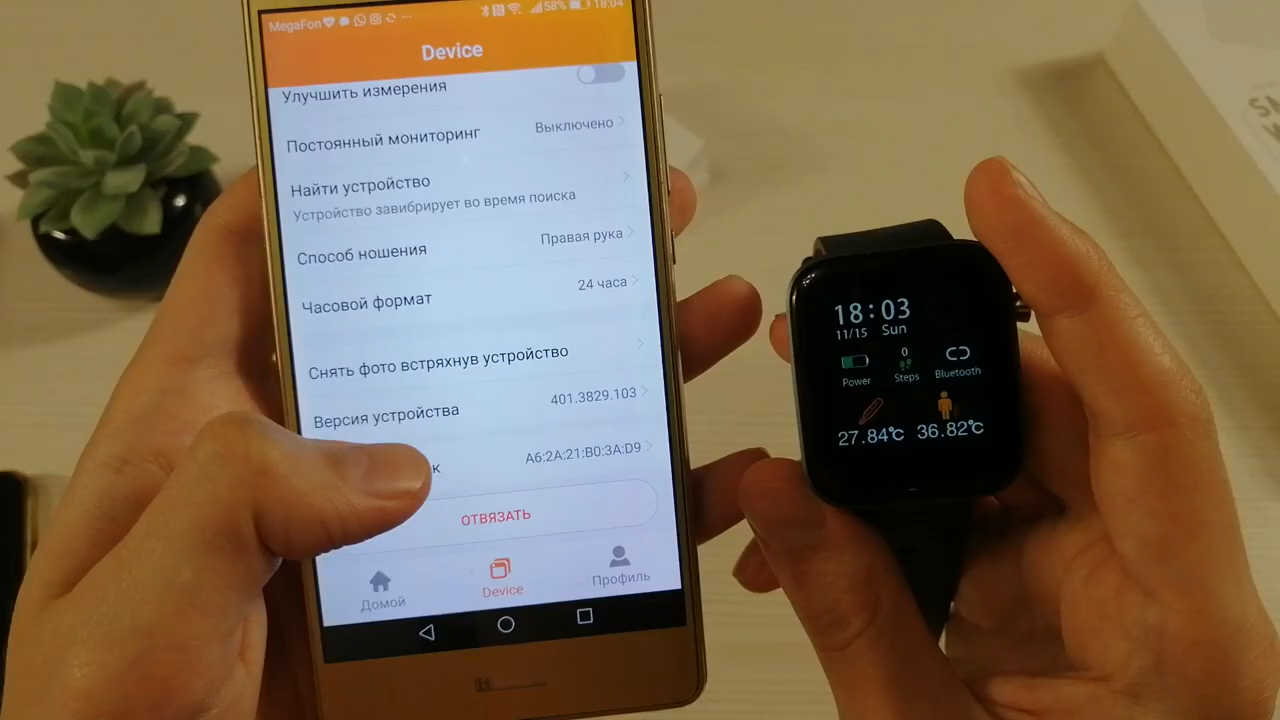 MegaFon
58%
18:04
Device
Улучшить измерения
Постоянный мониторинг
Выключено
Найти устройство
Устройство завибрирует во время поиска
Способ ношения
Правая рука
Часовой формат
24 часа
Снять фото встряхнув устройство
Версия устройства
401.3829.103
к
A6:2A:21:B0:3A:D9
ОТВЯЗАТЬ
Домой
Device
Профиль
18:03
11/15 Sun
0
Power
Steps
Bluetooth
27.84℃ 36.82℃